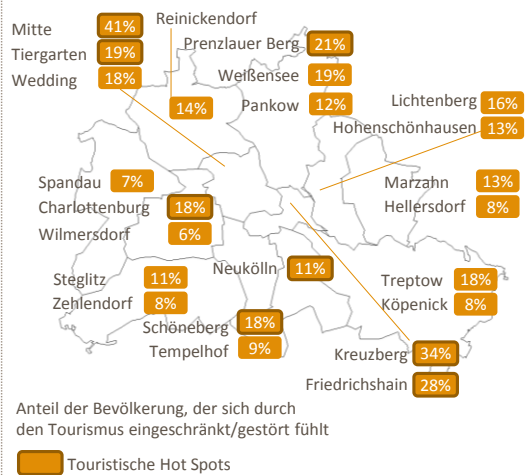 Mitte 41%
Tiergarten 19%
Wedding 18%
Reinickendorf
14%
Prenzlauer Berg 21%
Weißensee 19%
Pankow 12%
Lichtenberg 16%
Hohenschönhausen 13%
Spandau 7%
Charlottenburg 18%
Wilmersdorf 6%
Marzahn 13%
Hellersdorf 8%
Steglitz 11%
Zehlendorf 8%
Neukölln 11%
Treptow 18%
Köpenick 8%
Schöneberg 18%
Tempelhof 9%
Kreuzberg 34%
Friedrichshain 28%
Anteil der Bevölkerung, der sich durch
den Tourismus eingeschränkt/gestört fühlt
Touristische Hot Spots